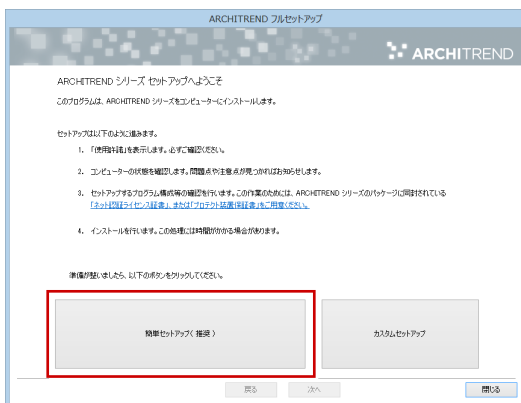 ARCHITREND フルセットアップ
ARCHITREND
ARCHITREND シリーズ セットアップへようこそ
このプログラムは、ARCHITREND シリーズをコンピューターにインストールします。
セットアップは以下のように進みます。
1. 「使用許諾」を表示します。必ずご確認ください。
2. コンピューターの状態を確認します。問題点や注意点が見つかればお知らせします。
3. セットアップするプログラム構成等の確認を行います。この作業のためには、ARCHITREND シリーズのパッケージに同封されている
「ネット認証ライセンス証書」、または「プロテクト装置保証書」をご用意ください。
4. インストールを行います。この処理には時間がかかる場合があります。
準備が整いましたら、以下のボタンをクリックしてください。
簡単セットアップ( 推奨 )
カスタムセットアップ
戻る
次へ
閉じる